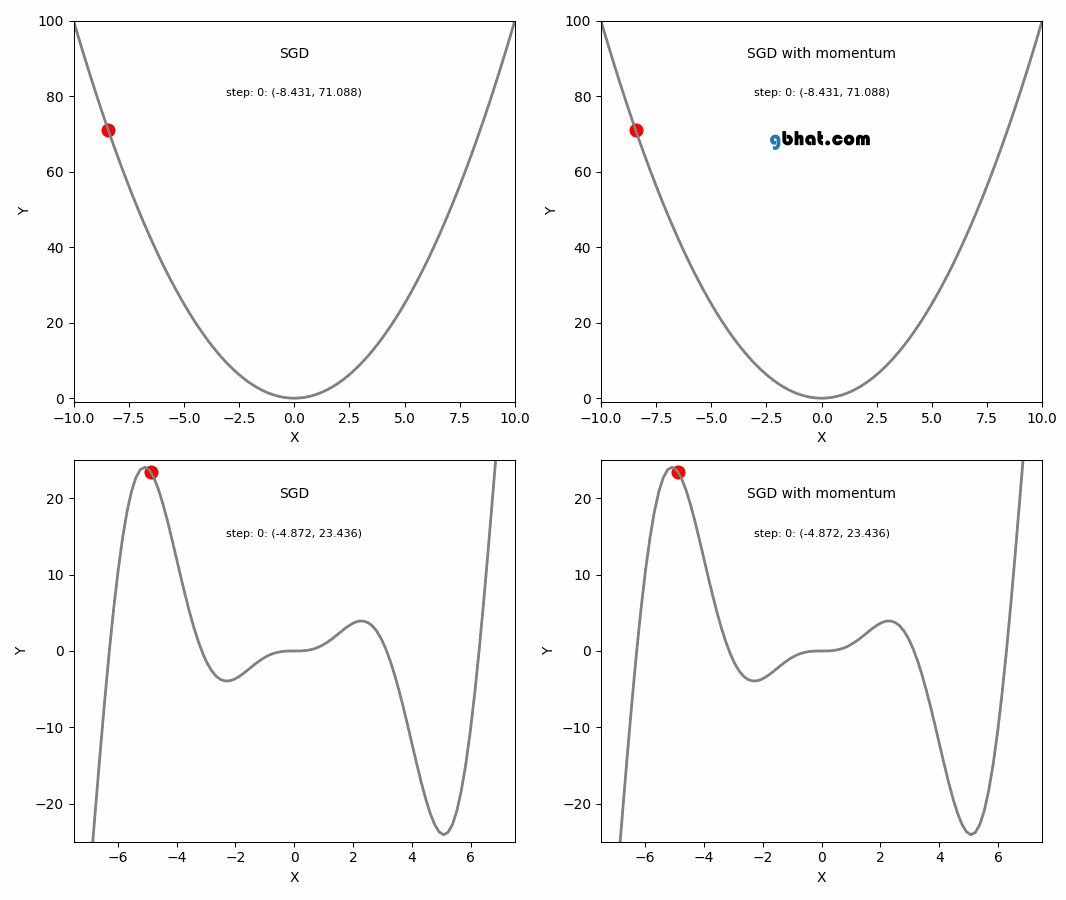 100
80
60
40
20
0
Y
SGD
step: 0: (-8.431, 71.088)
−10.0 −7.5 −5.0 −2.5 0.0 2.5 5.0 7.5 10.0
X
100
80
60
40
20
0
Y
SGD with momentum
step: 0: (-8.431, 71.088)
gbhat.com
−10.0 −7.5 −5.0 −2.5 0.0 2.5 5.0 7.5 10.0
X
20
10
0
−10
−20
Y
SGD
step: 0: (-4.872, 23.436)
−6 −4 −2 0 2 4 6
X
20
10
0
−10
−20
Y
SGD with momentum
step: 0: (-4.872, 23.436)
−6 −4 −2 0 2 4 6
X